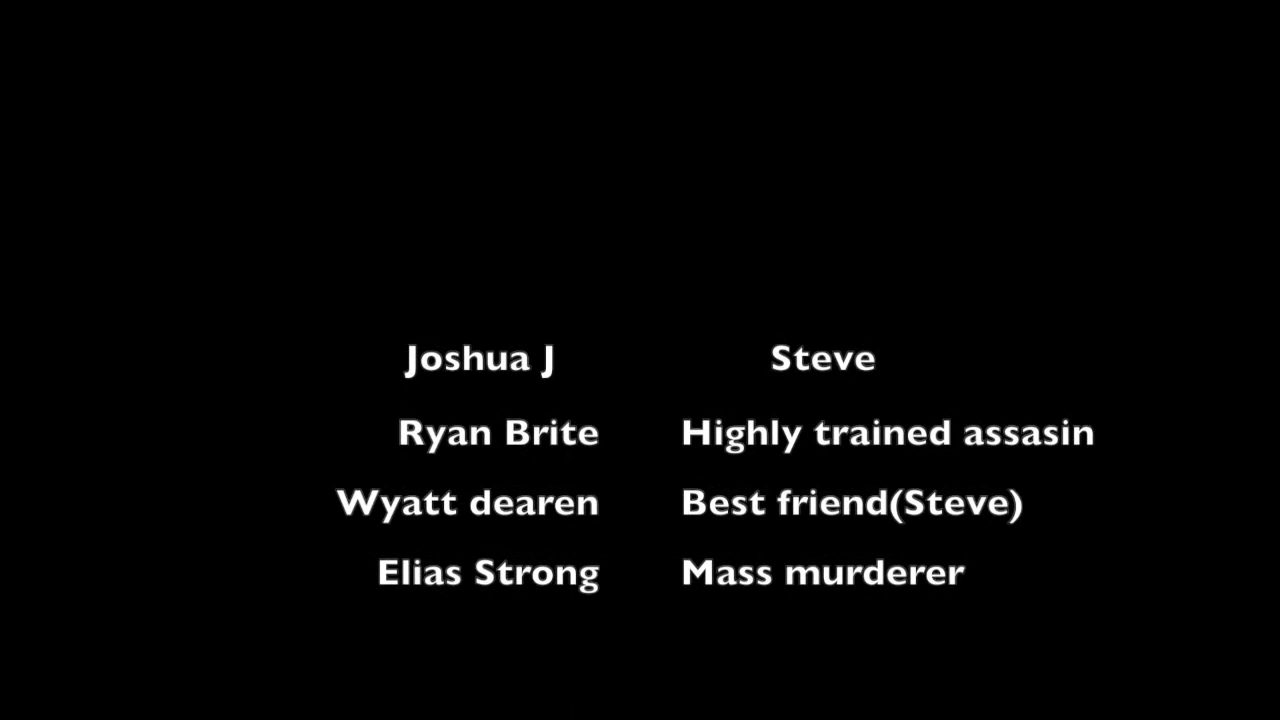 Joshua J Steve
Ryan Brite Highly trained assasin
Wyatt dearen Best friend(Steve)
Elias Strong Mass murderer